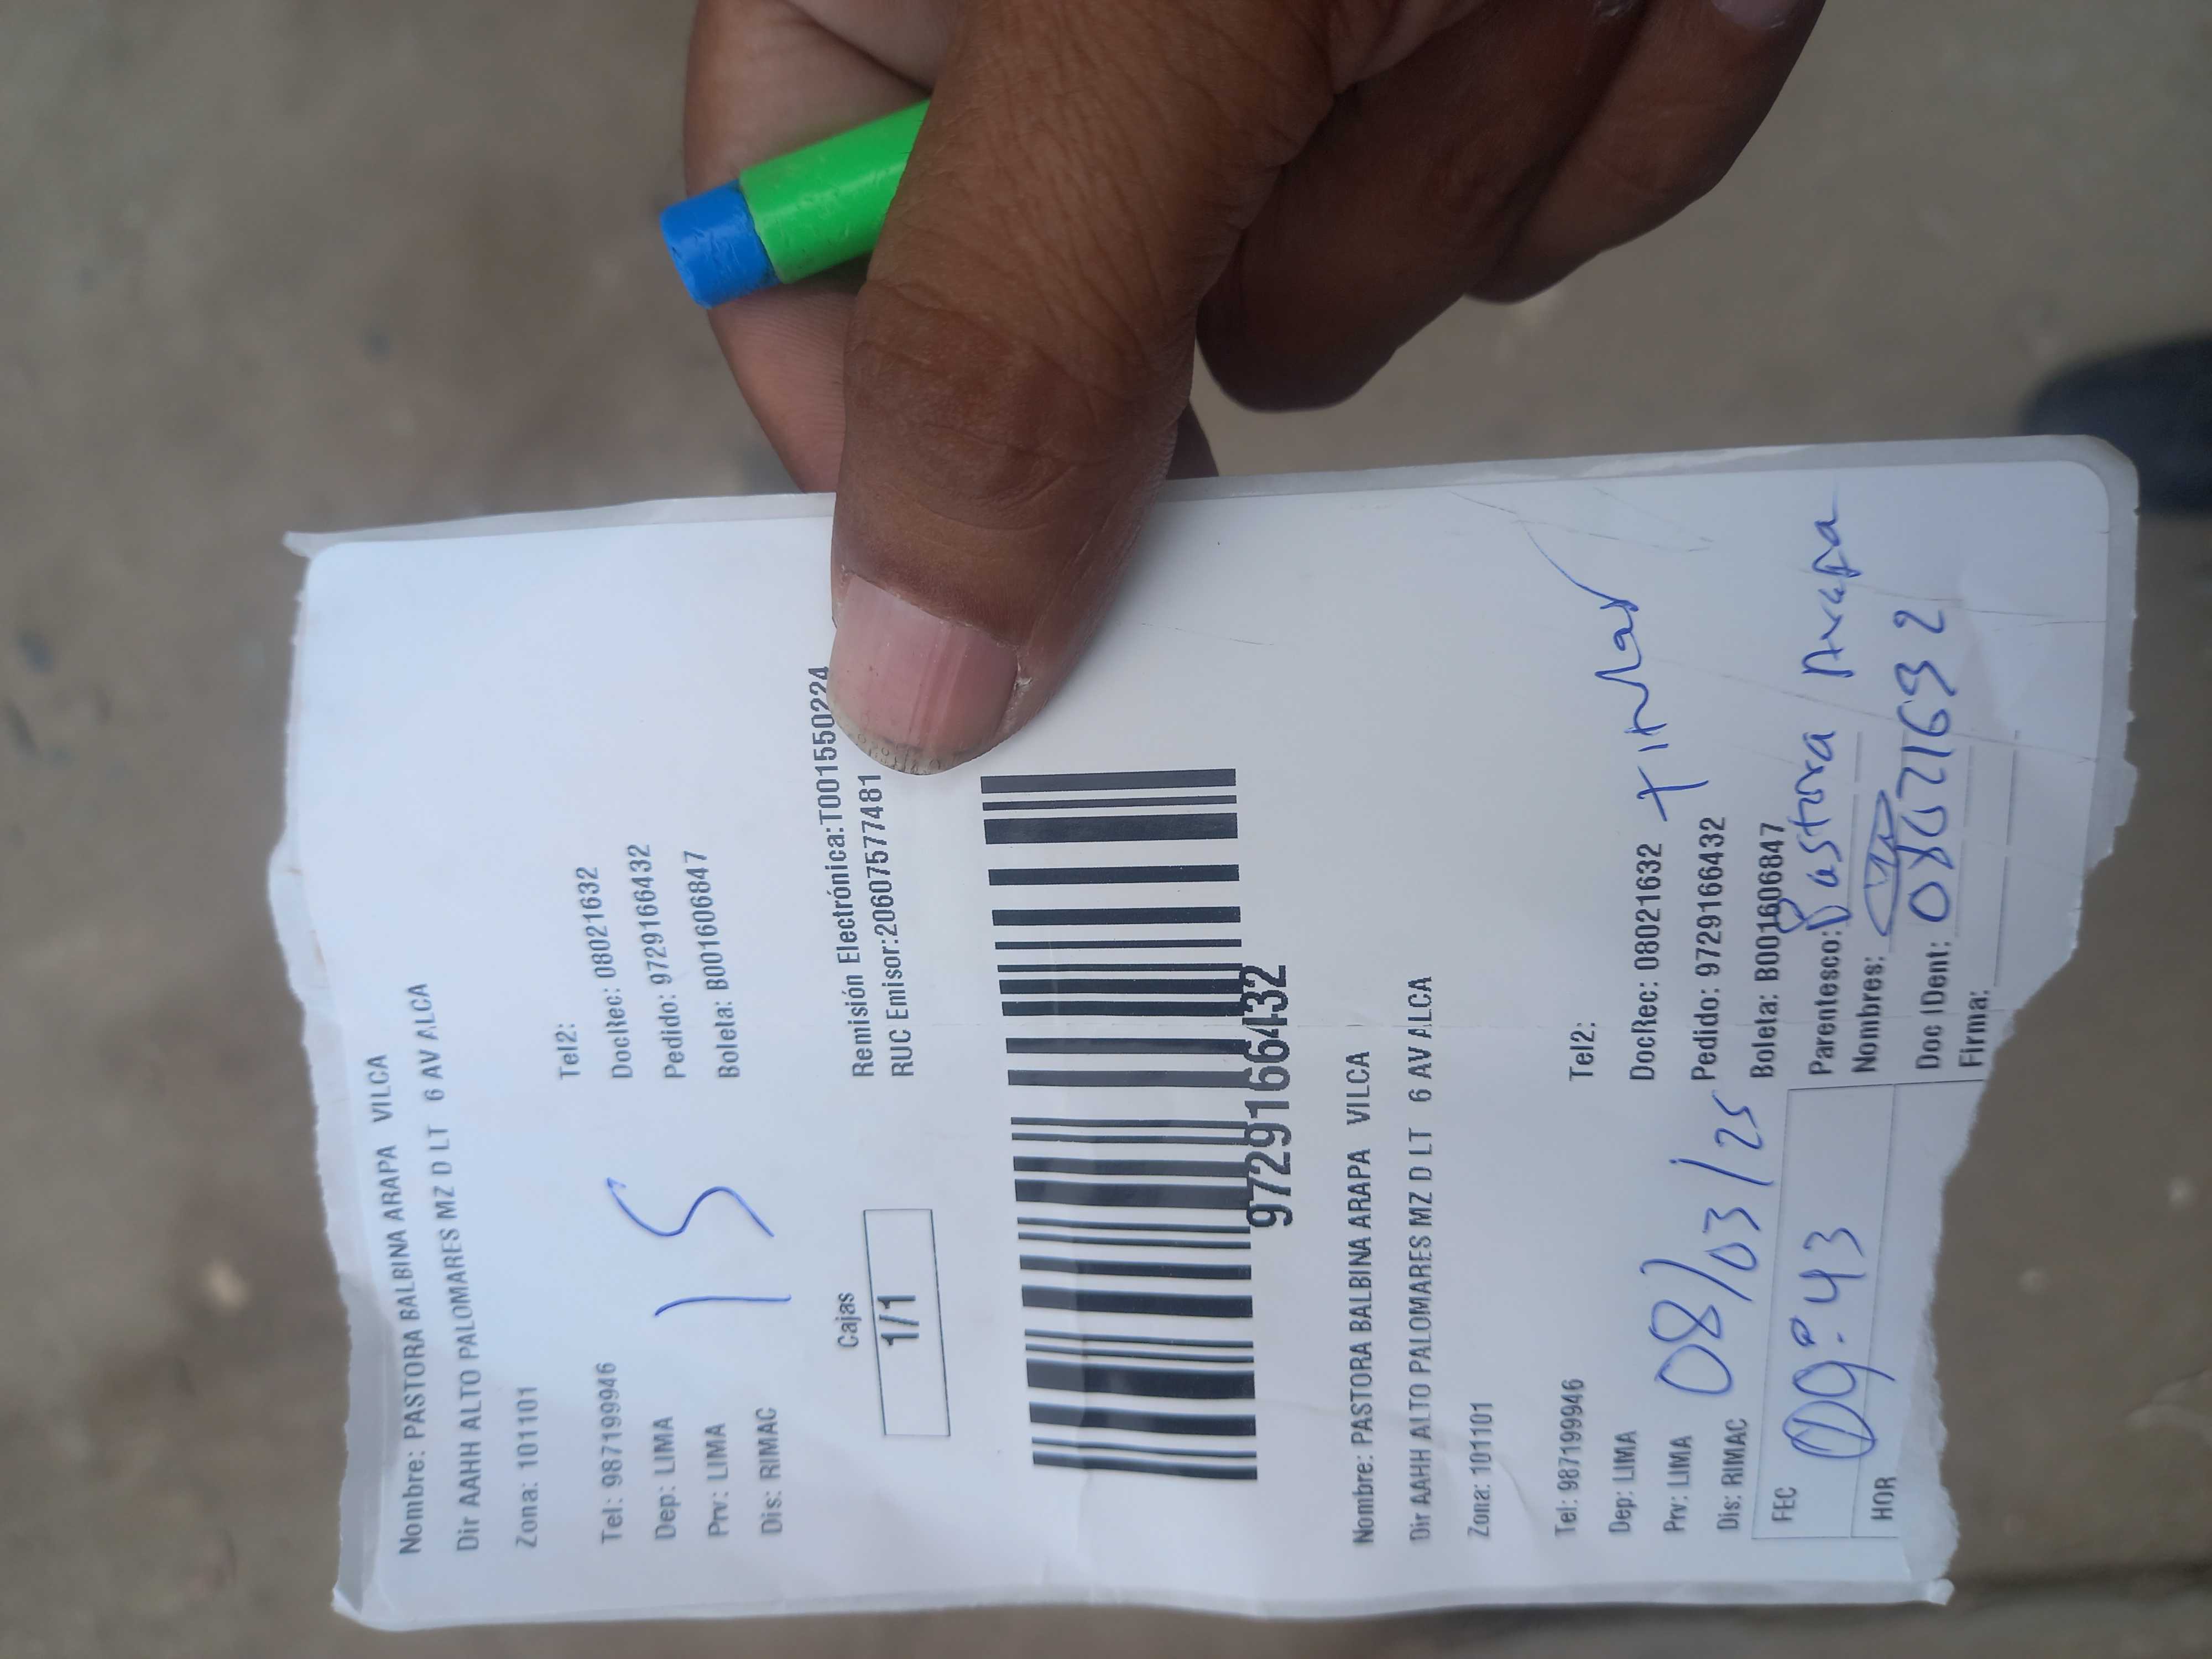 Nombre: PASTORA BALBINA ARAPA VILCA
Dir AAHH ALTO PALOMARES MZ D LT 6 AV ALCA
Zona: 101101
Tel: 987199946 Tel2:
Dep: LIMA DocRec: 08021632
Prv: LIMA Pedido: 9729166432
Dis: RIMAC Boleta: B001606847
15
Cajas Remisión Electrónica:T001550224
1/1 RUC Emisor:20607577481
9729166432
Nombre: PASTORA BALBINA ARAPA VILCA
Dir AAHH ALTO PALOMARES MZ D LT 6 AV ALCA
Zona: 101101
Tel: 987199946 Tel2:
Dep: LIMA DocRec: 08021632 titular
Prv: LIMA Pedido: 9729166432
Dis: RIMAC 08/03/25 Boleta: B001606847
FEC Parentesco: Pastora Arapa
09:43 Nombres:
HOR Doc IDent: 08021632
Firma: